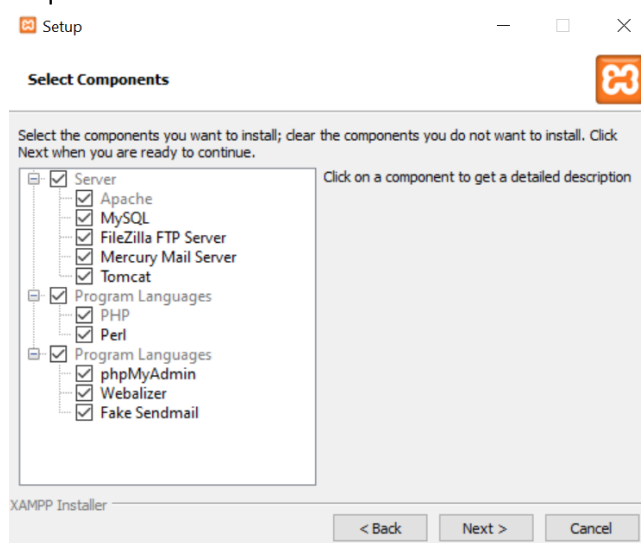 Setup
Select Components
Select the components you want to install; clear the components you do not want to install. Click
Next when you are ready to continue.
Server
Apache
MySQL
FileZilla FTP Server
Mercury Mail Server
Tomcat
Program Languages
PHP
Perl
Program Languages
phpMyAdmin
Webalizer
Fake Sendmail
Click on a component to get a detailed description
XAMPP Installer
< Back
Next >
Cancel